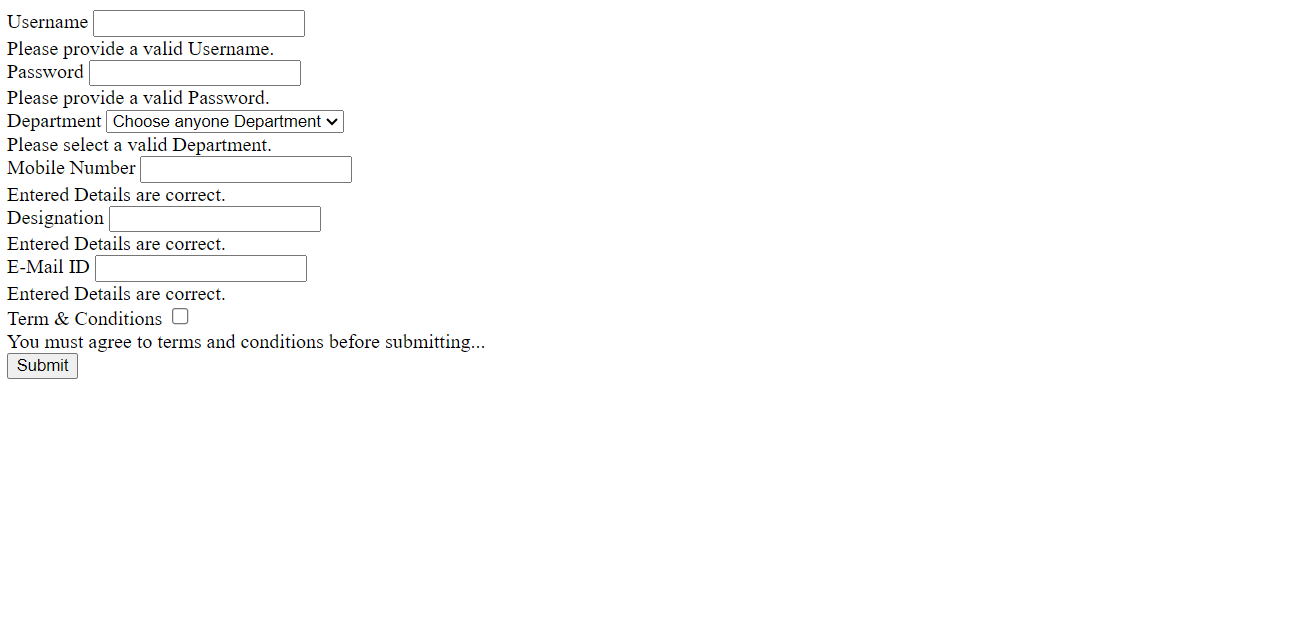 Username
Please provide a valid Username.
Password
Please provide a valid Password.
Department Choose anyone Department
Please select a valid Department.
Mobile Number
Entered Details are correct.
Designation
Entered Details are correct.
E-Mail ID
Entered Details are correct.
Term & Conditions
You must agree to terms and conditions before submitting...
Submit